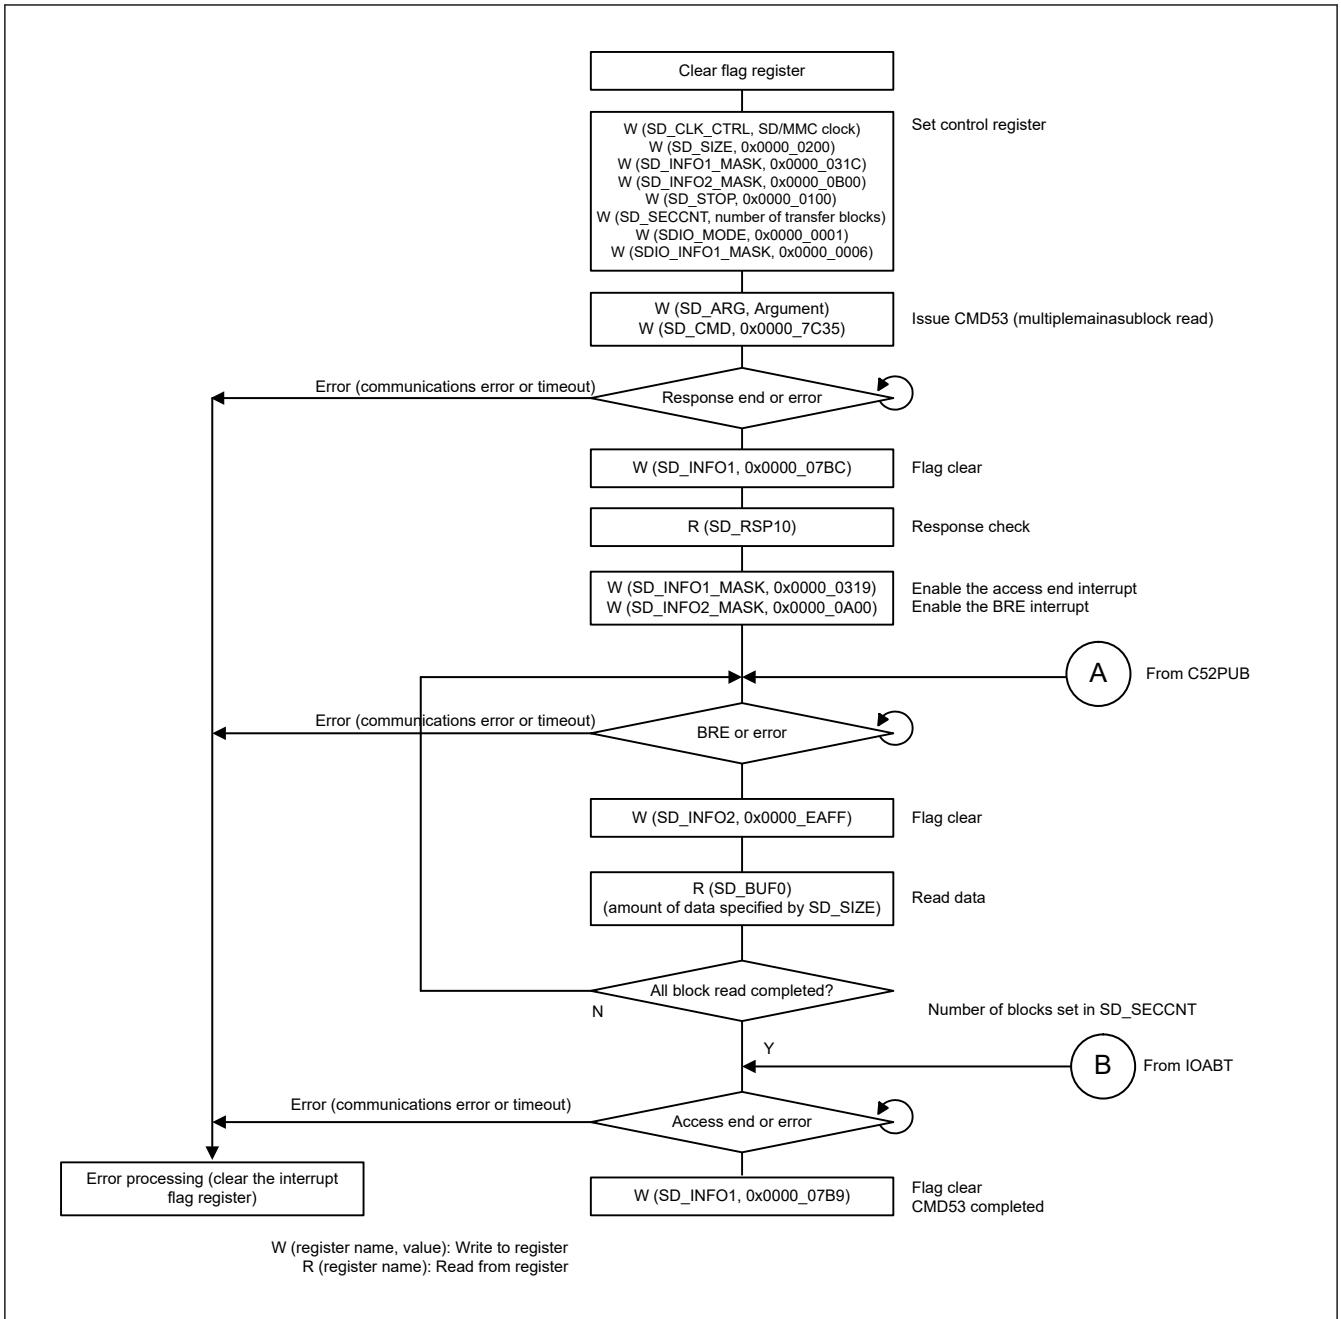 Clear flag register
W (SD_CLK_CTRL, SD/MMC clock)
W (SD_SIZE, 0x0000_0200)
W (SD_INFO1_MASK, 0x0000_031C)
W (SD_INFO2_MASK, 0x0000_0B00)
W (SD_STOP, 0x0000_0100)
W (SD_SECCNT, number of transfer blocks)
W (SDIO_MODE, 0x0000_0001)
W (SDIO_INFO1_MASK, 0x0000_0006)
Set control register
W (SD_ARG, Argument)
W (SD_CMD, 0x0000_7C35)
Issue CMD53 (multiplemainasublock read)
Error (communications error or timeout)
Response end or error
W (SD_INFO1, 0x0000_07BC)
Flag clear
R (SD_RSP10)
Response check
W (SD_INFO1_MASK, 0x0000_0319)
W (SD_INFO2_MASK, 0x0000_0A00)
Enable the access end interrupt
Enable the BRE interrupt
A
From C52PUB
Error (communications error or timeout)
BRE or error
W (SD_INFO2, 0x0000_EAFF)
Flag clear
R (SD_BUF0)
(amount of data specified by SD_SIZE)
Read data
All block read completed?
N
Number of blocks set in SD_SECCNT
Y
B
From IOABT
Error (communications error or timeout)
Access end or error
Error processing (clear the interrupt
flag register)
W (SD_INFO1, 0x0000_07B9)
Flag clear
CMD53 completed
W (register name, value): Write to register
R (register name): Read from register